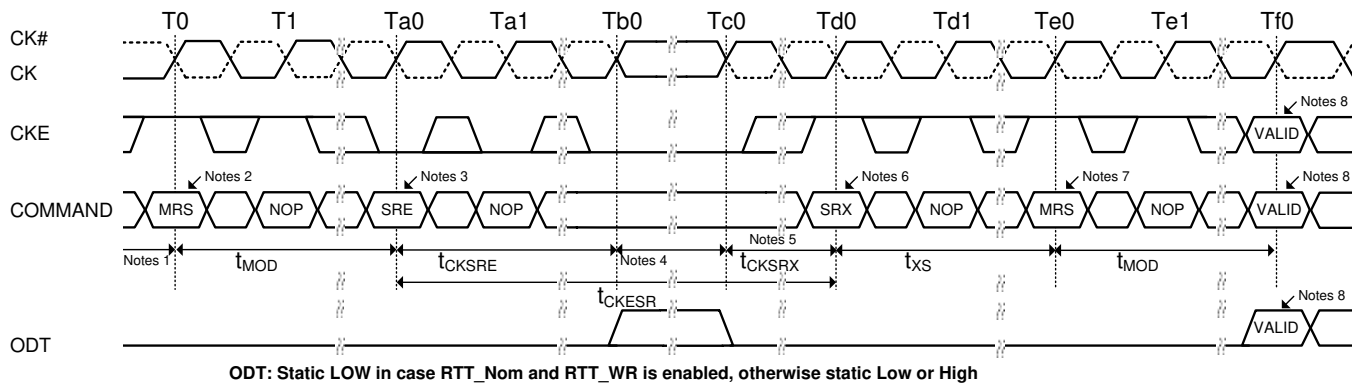 T0 T1 Ta0 Ta1 Tb0 Tc0 Td0 Td1 Te0 Te1 Tf0
CK#
CK
Notes 8
CKE
VALID
Notes 2 Notes 3 Notes 6 Notes 7 Notes 8
COMMAND MRS NOP SRE NOP SRX NOP MRS NOP VALID
Notes 1 tMOD tCKSRE Notes 4 Notes 5 tCKSRX tXS tMOD
tCKESR
Notes 8
VALID
ODT
ODT: Static LOW in case RTT_Nom and RTT_WR is enabled, otherwise static Low or High